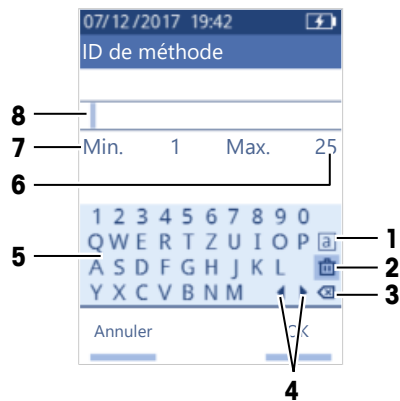 07/12/2017 19:42
ID de méthode
8
7 Min. 1 Max. 25
6
1 2 3 4 5 6 7 8 9 0
Q W E R T Z U I O P a 1
5 A S D F G H J K L 2
Y X C V B N M 3
Annuler OK
4